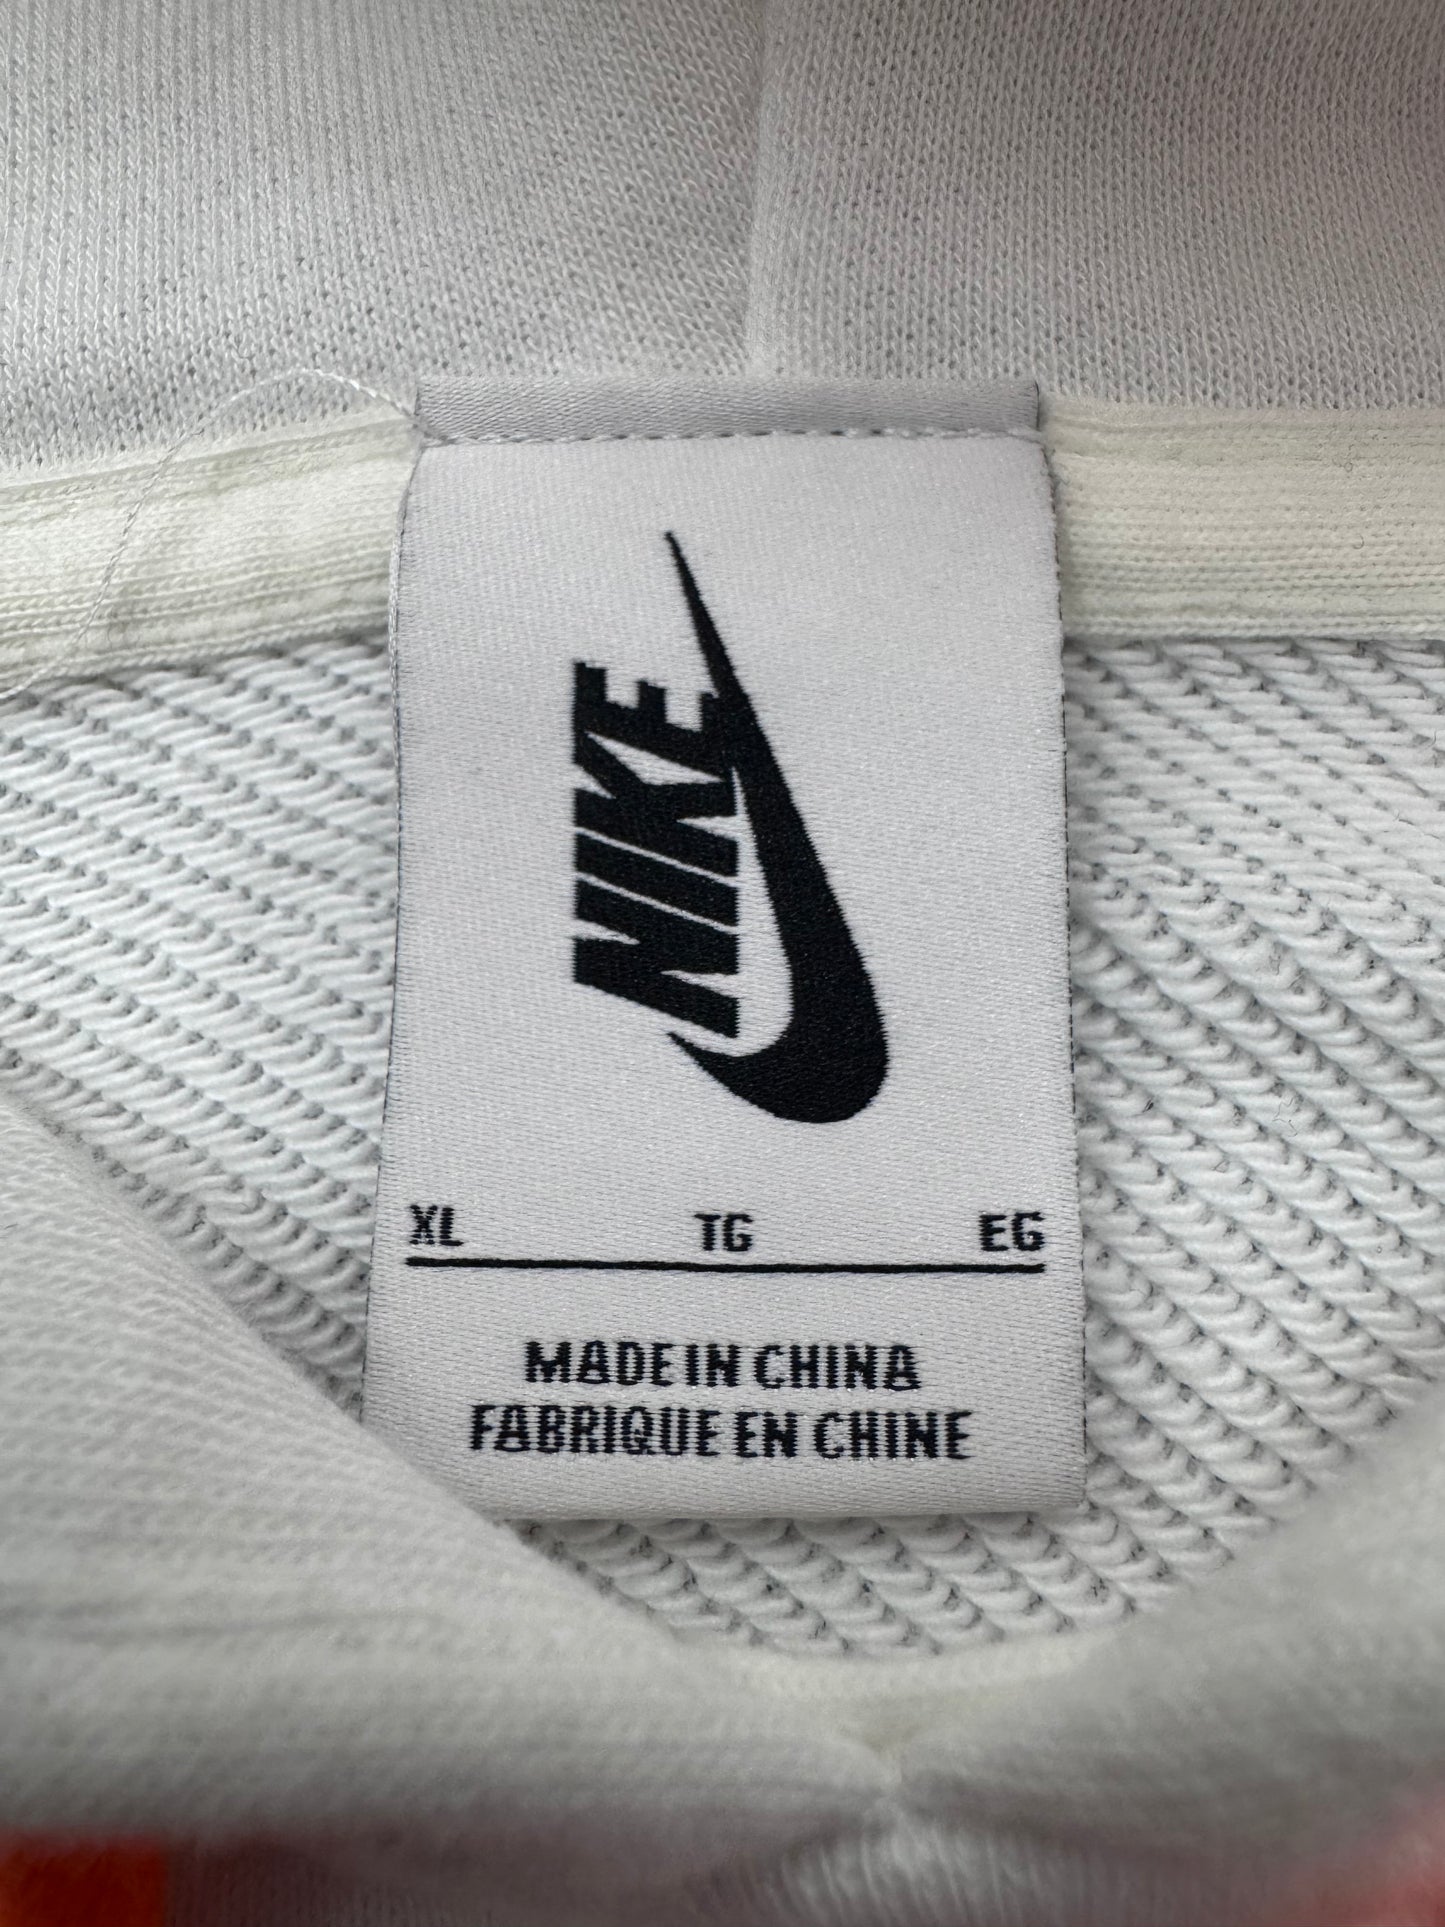 NIKE
XL TG EG
MADE IN CHINA
FABRIQUE EN CHINE